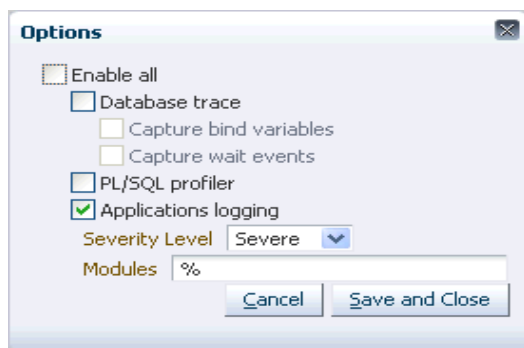 Options
Enable all
Database trace
Capture bind variables
Capture wait events
PL/SQL profiler
Applications logging
Severity Level Severe
Modules %
Cancel Save and Close